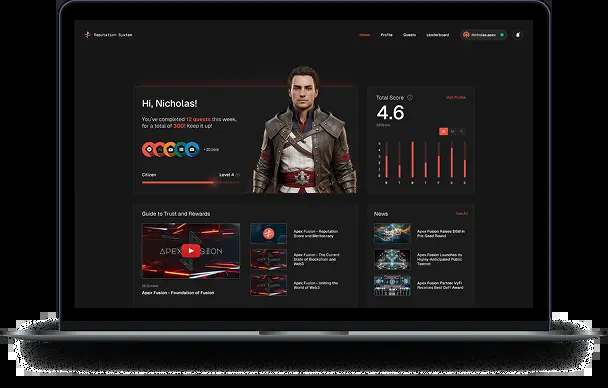 Reputation System
Home
Profile
Quests
Leaderboard
nicholas.apex
Hi, Nicholas!
You've completed 12 quests this week,
for a total of 300! Keep it up!
Citizen
Level 4
Total Score
Visit Profile
4.6
M
M T W T F S S
Guide to Trust and Rewards
APEX FUSION
Apex Fusion - Foundation of Fusion
Apex Fusion - Reputation
Score and Meritocracy
Apex Fusion - The Current
State of Blockchain and
Web3
Apex Fusion - Uniting the
World of Web3
News
See All
Apex Fusion Raises $6M in
Pre-Seed Round
Apex Fusion Launches its
Highly-Anticipated Public
Testnet
Apex Fusion Partner VyFi
Receives Best DeFi Award